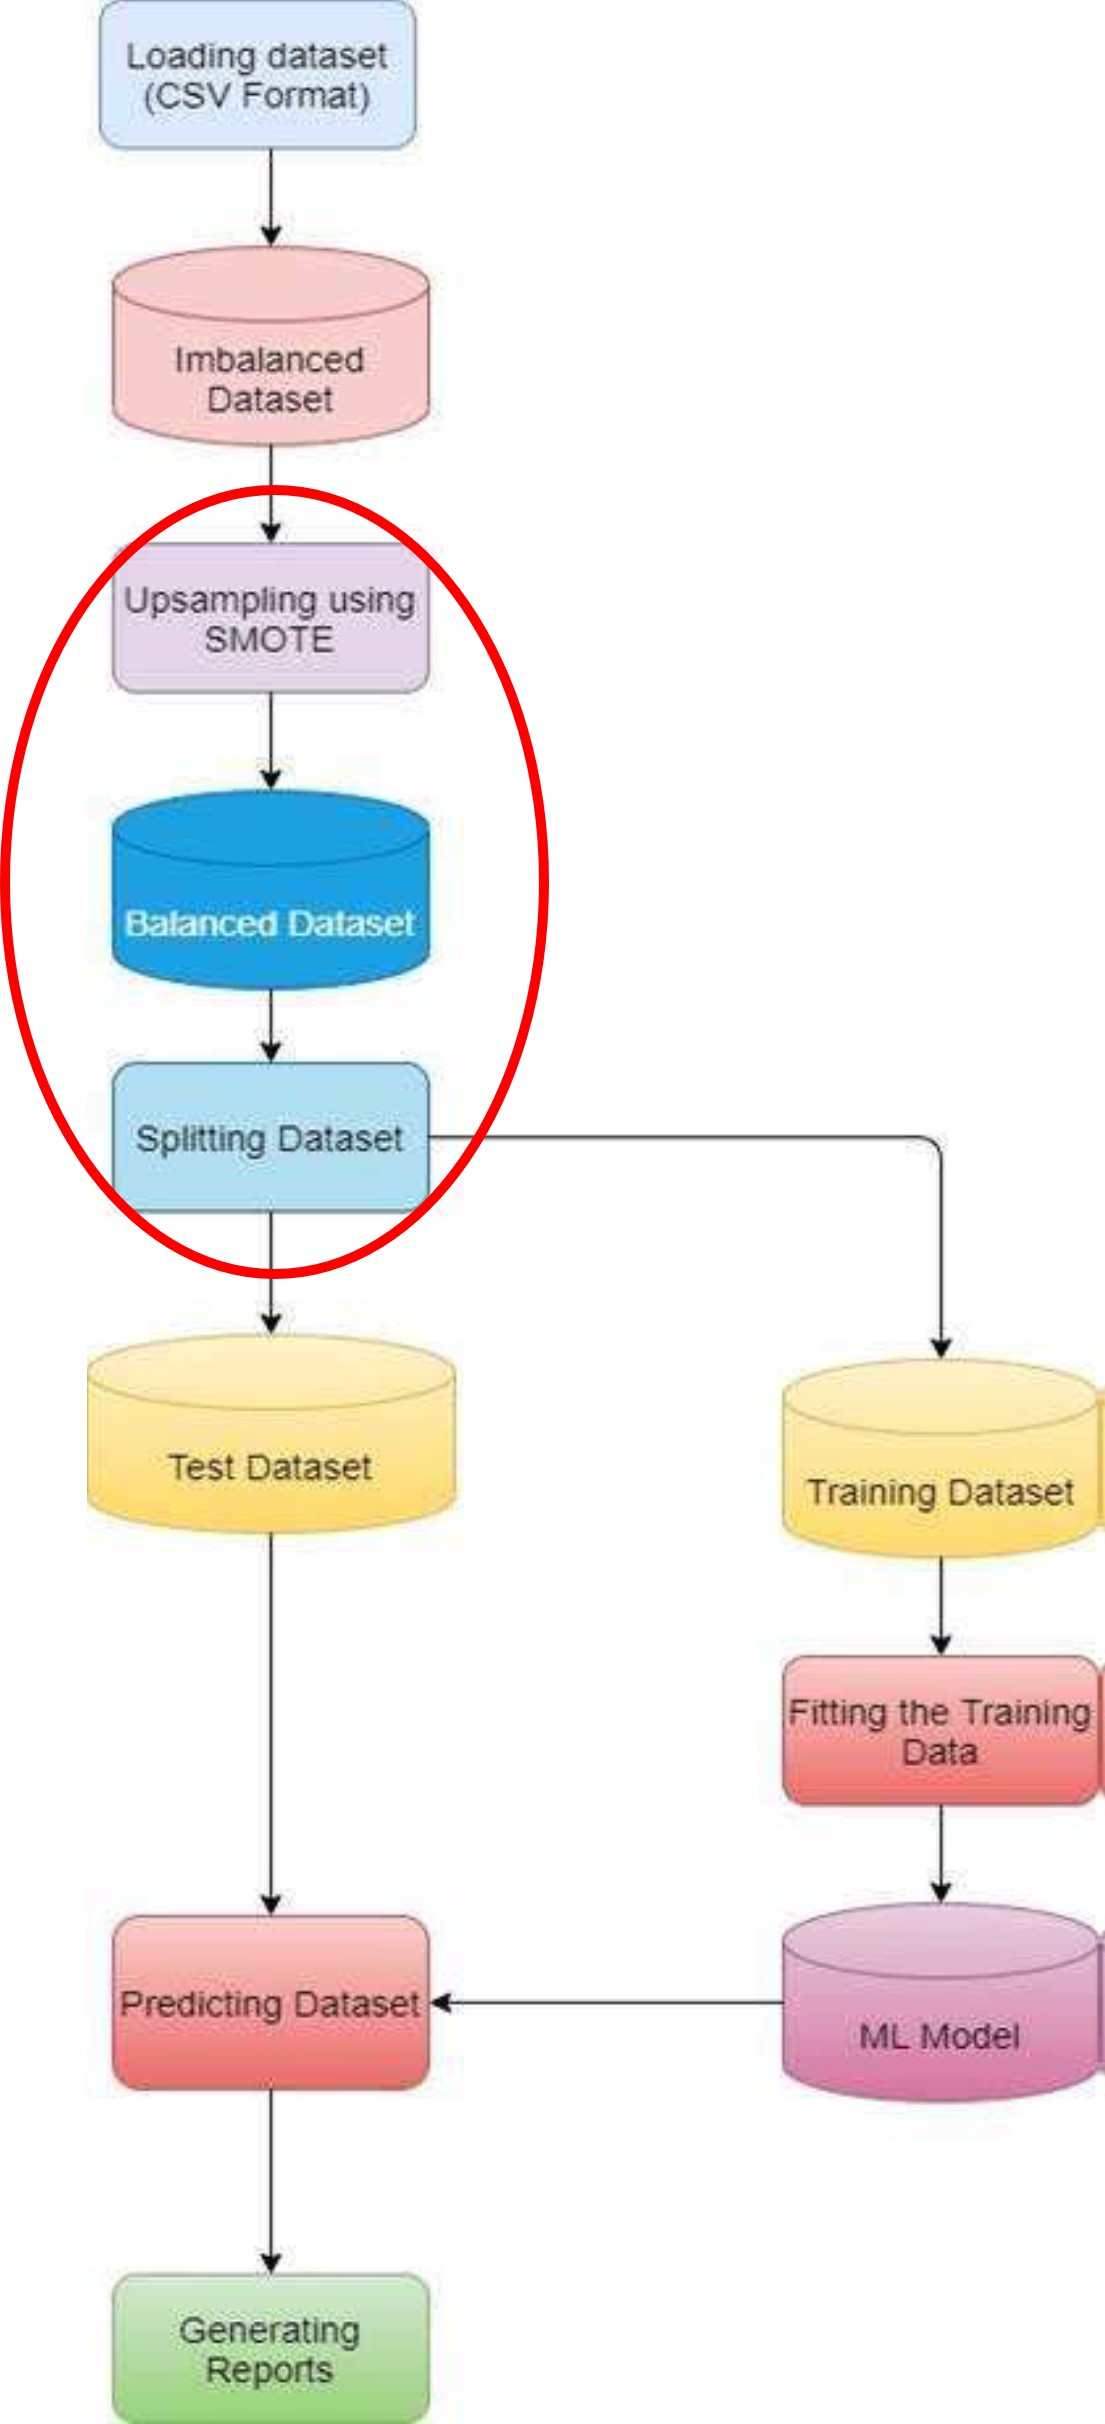 Loading dataset
(CSV Format)
Imbalanced
Dataset
Upsampling using
SMOTE
Balanced Dataset
Splitting Dataset
Test Dataset
Training Dataset
Fitting the Training
Data
Predicting Dataset
ML Model
Generating
Reports